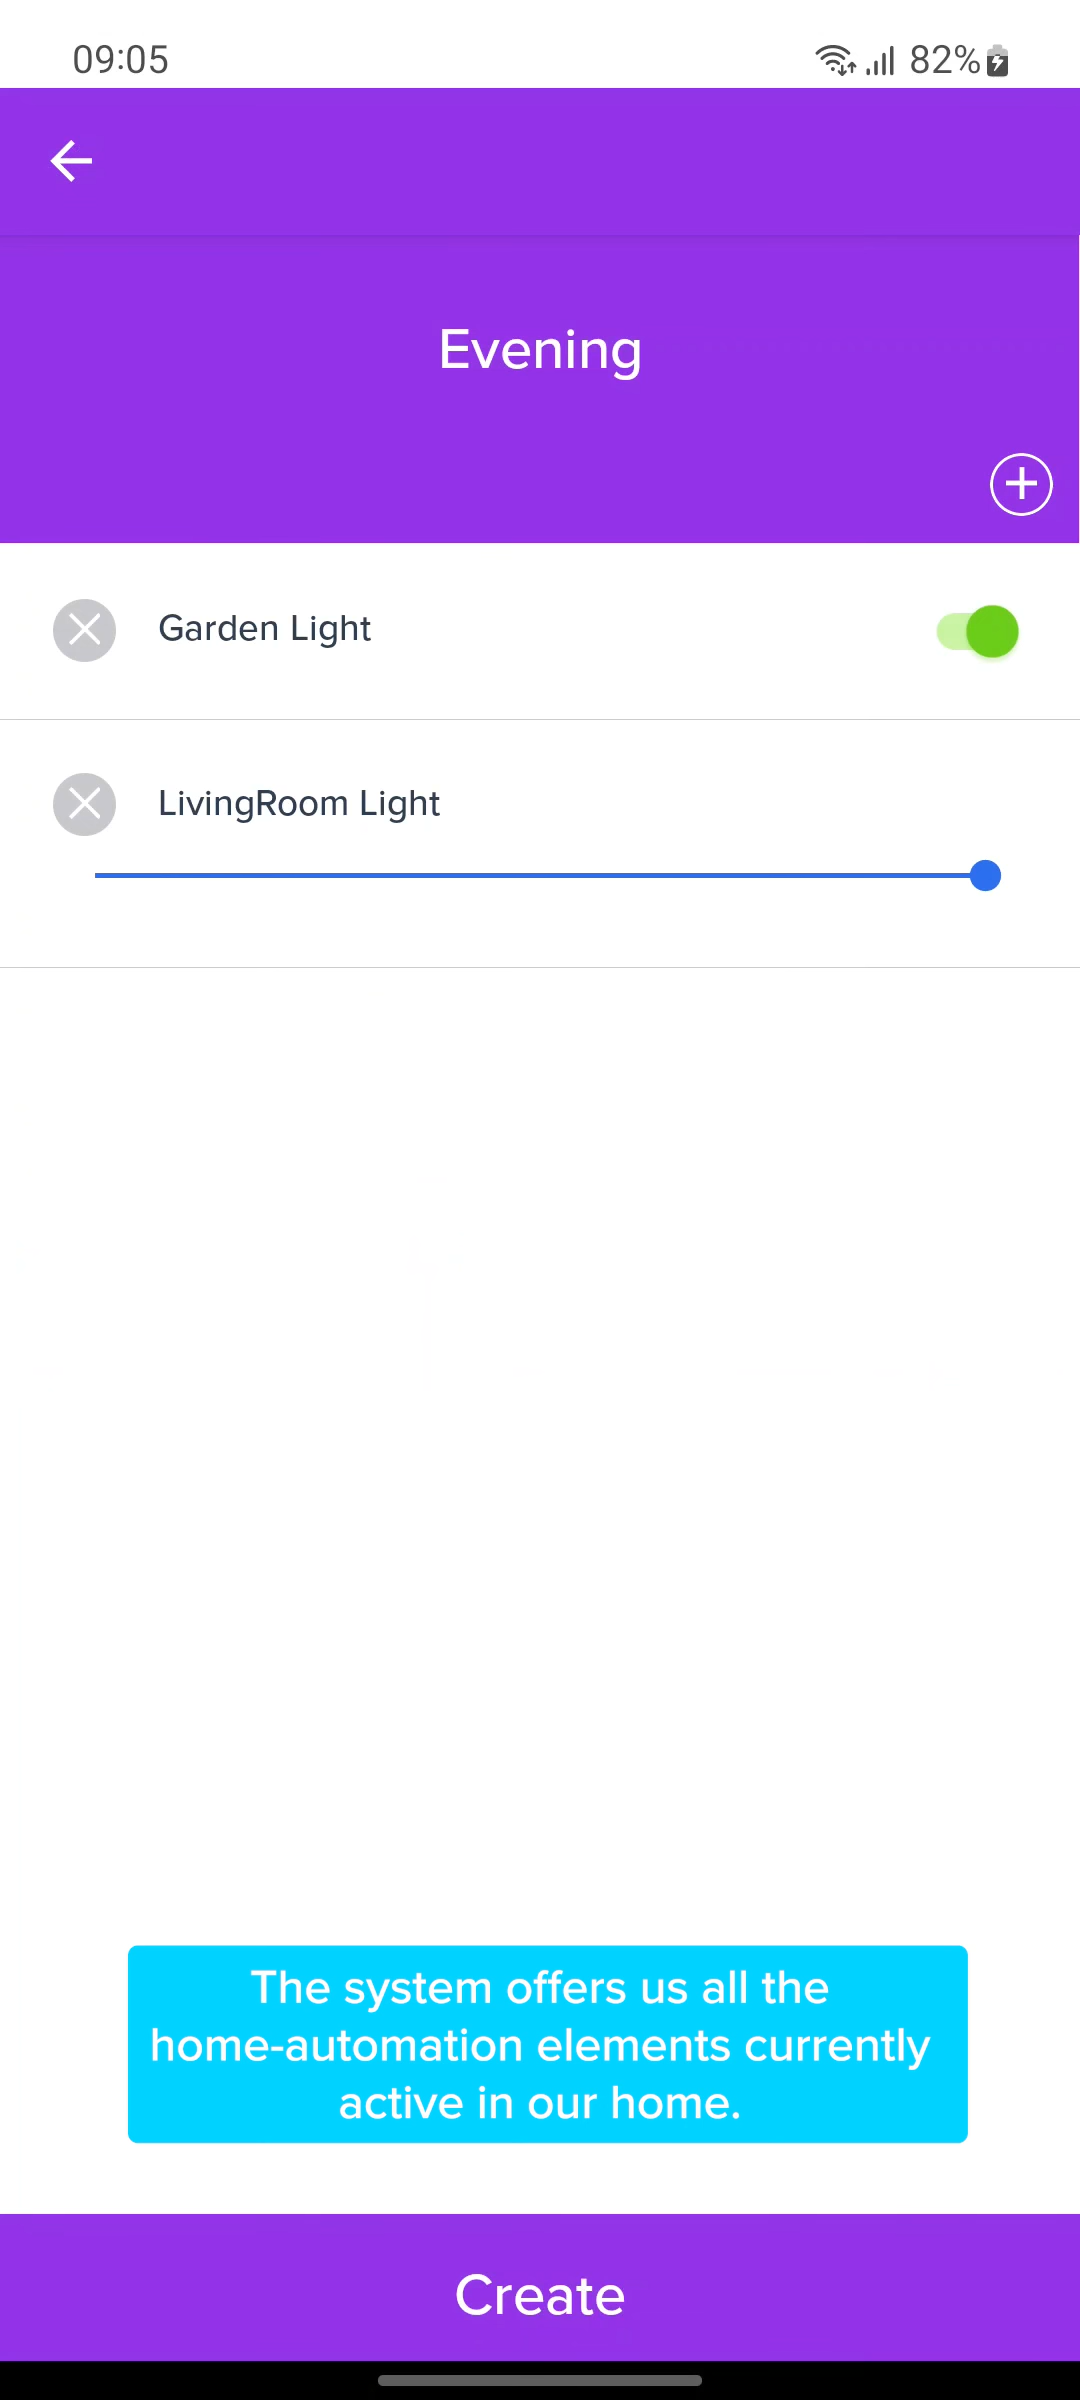 09:05
82%
Evening
Garden Light
LivingRoom Light
The system offers us all the
home-automation elements currently
active in our home.
Create